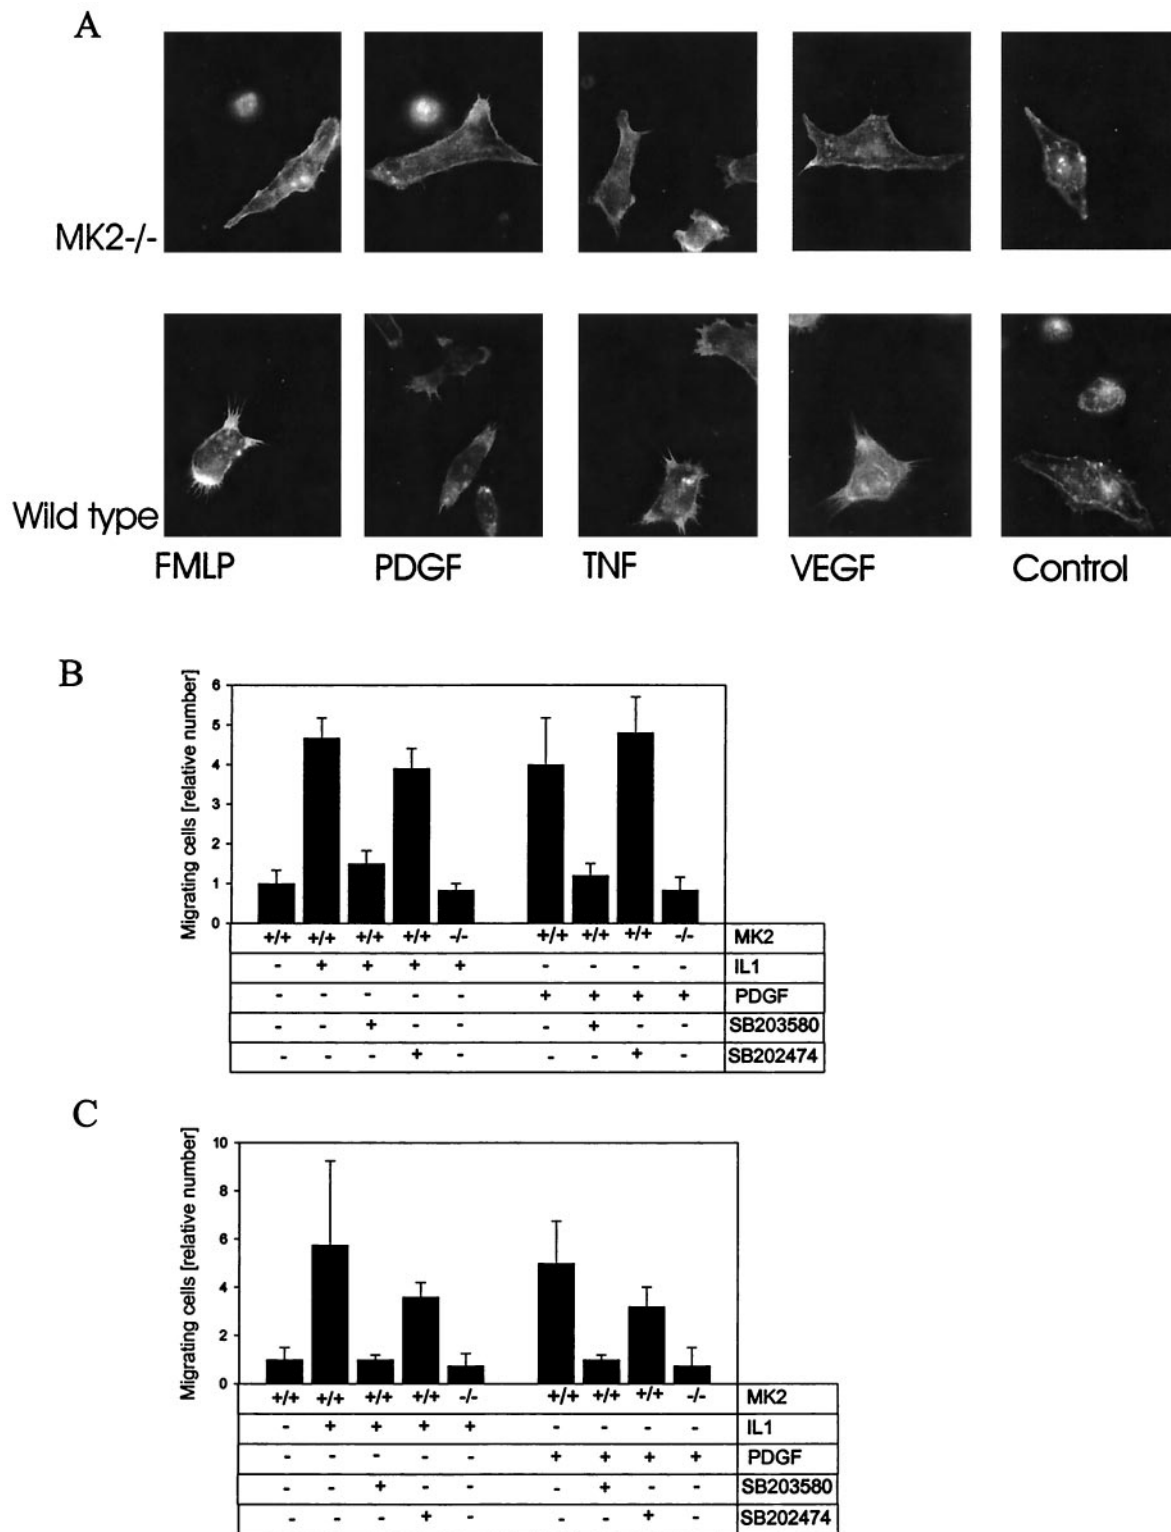 A
MK2-/-
Wild type
FMLP PDGF TNF VEGF Control
B
Migrating cells [relative number]
6
5
4
3
2
1
0
+/+ +/+ +/+ +/+ -/- +/+ +/+ +/+ -/- MK2
- + + + + - - - - IL1
- - - - - + + + + PDGF
- - + - - - + - - SB203580
- - - + - - - + - SB202474
C
Migrating cells [relative number]
10
8
6
4
2
0
+/+ +/+ +/+ +/+ -/- +/+ +/+ +/+ -/- MK2
- + + + + - - - - IL1
- - - - - + + + + PDGF
- - + - - - + - - SB203580
- - - + - - - + - SB202474